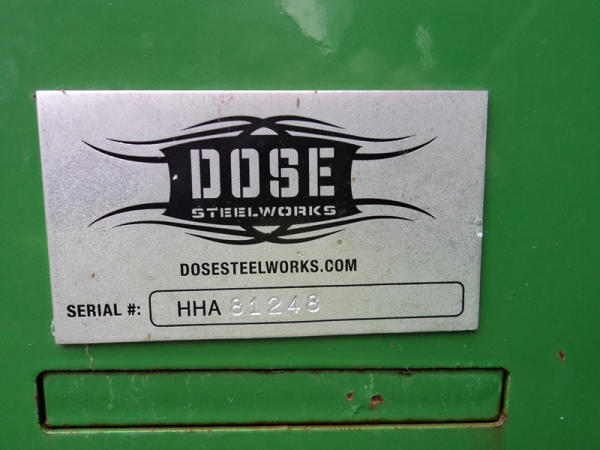 DOSE
STEELWORKS
DOSESTEELWORKS.COM
SERIAL #: HHA 81248